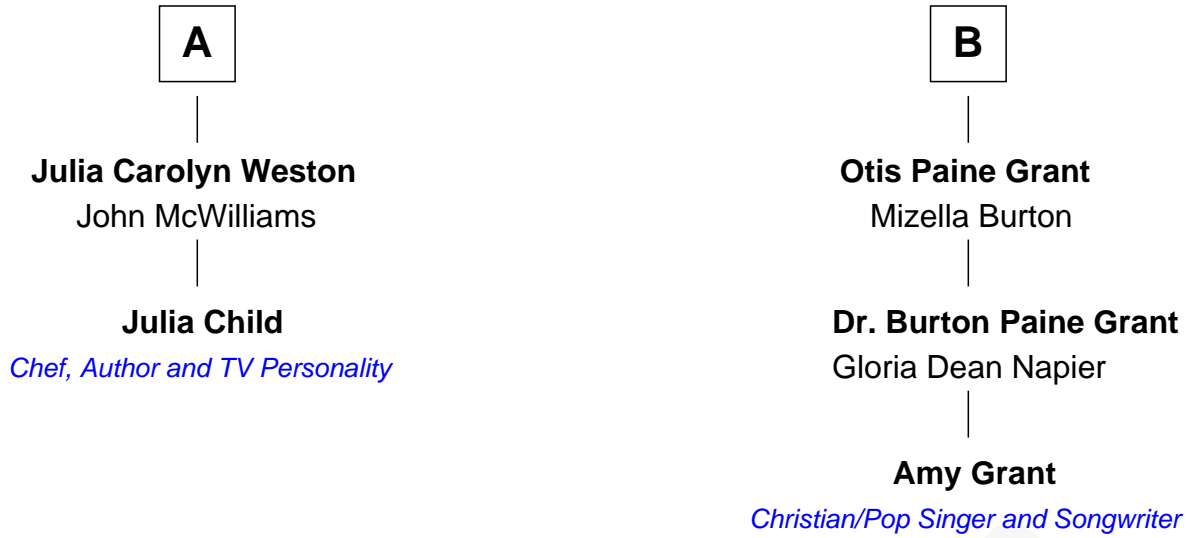 A
Julia Carolyn Weston
John McWilliams
Julia Child
Chef, Author and TV Personality
B
Otis Paine Grant
Mizella Burton
Dr. Burton Paine Grant
Gloria Dean Napier
Amy Grant
Christian/Pop Singer and Songwriter